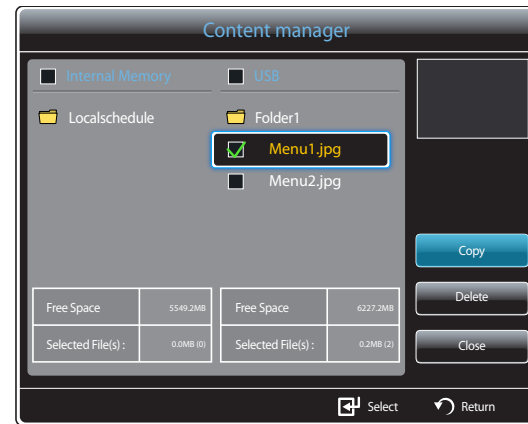 Content manager
Internal Memory USB
Localschedule Folder1
Menu1.jpg
Menu2.jpg
Copy
Delete
Close
Free Space 5549.2MB Free Space 6227.2MB
Selected File(s) : 0.0MB (0) Selected File(s) : 0.2MB (2)
Select Return